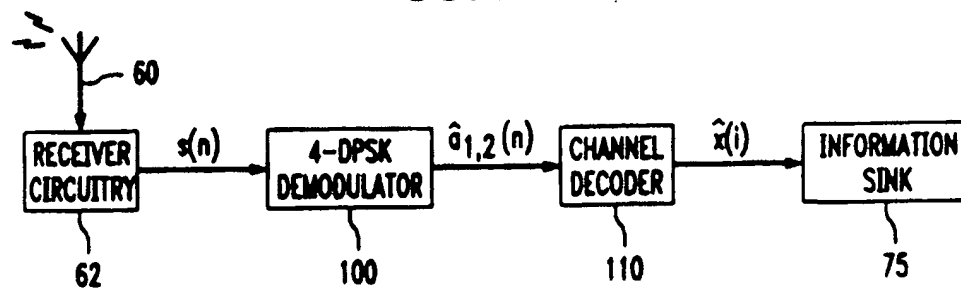 60
RECEIVER
CIRCUITRY
s(n)
4-DPSK
DEMODULATOR
â1,2(n)
CHANNEL
DECODER
x̂(i)
INFORMATION
SINK
62
100
110
75